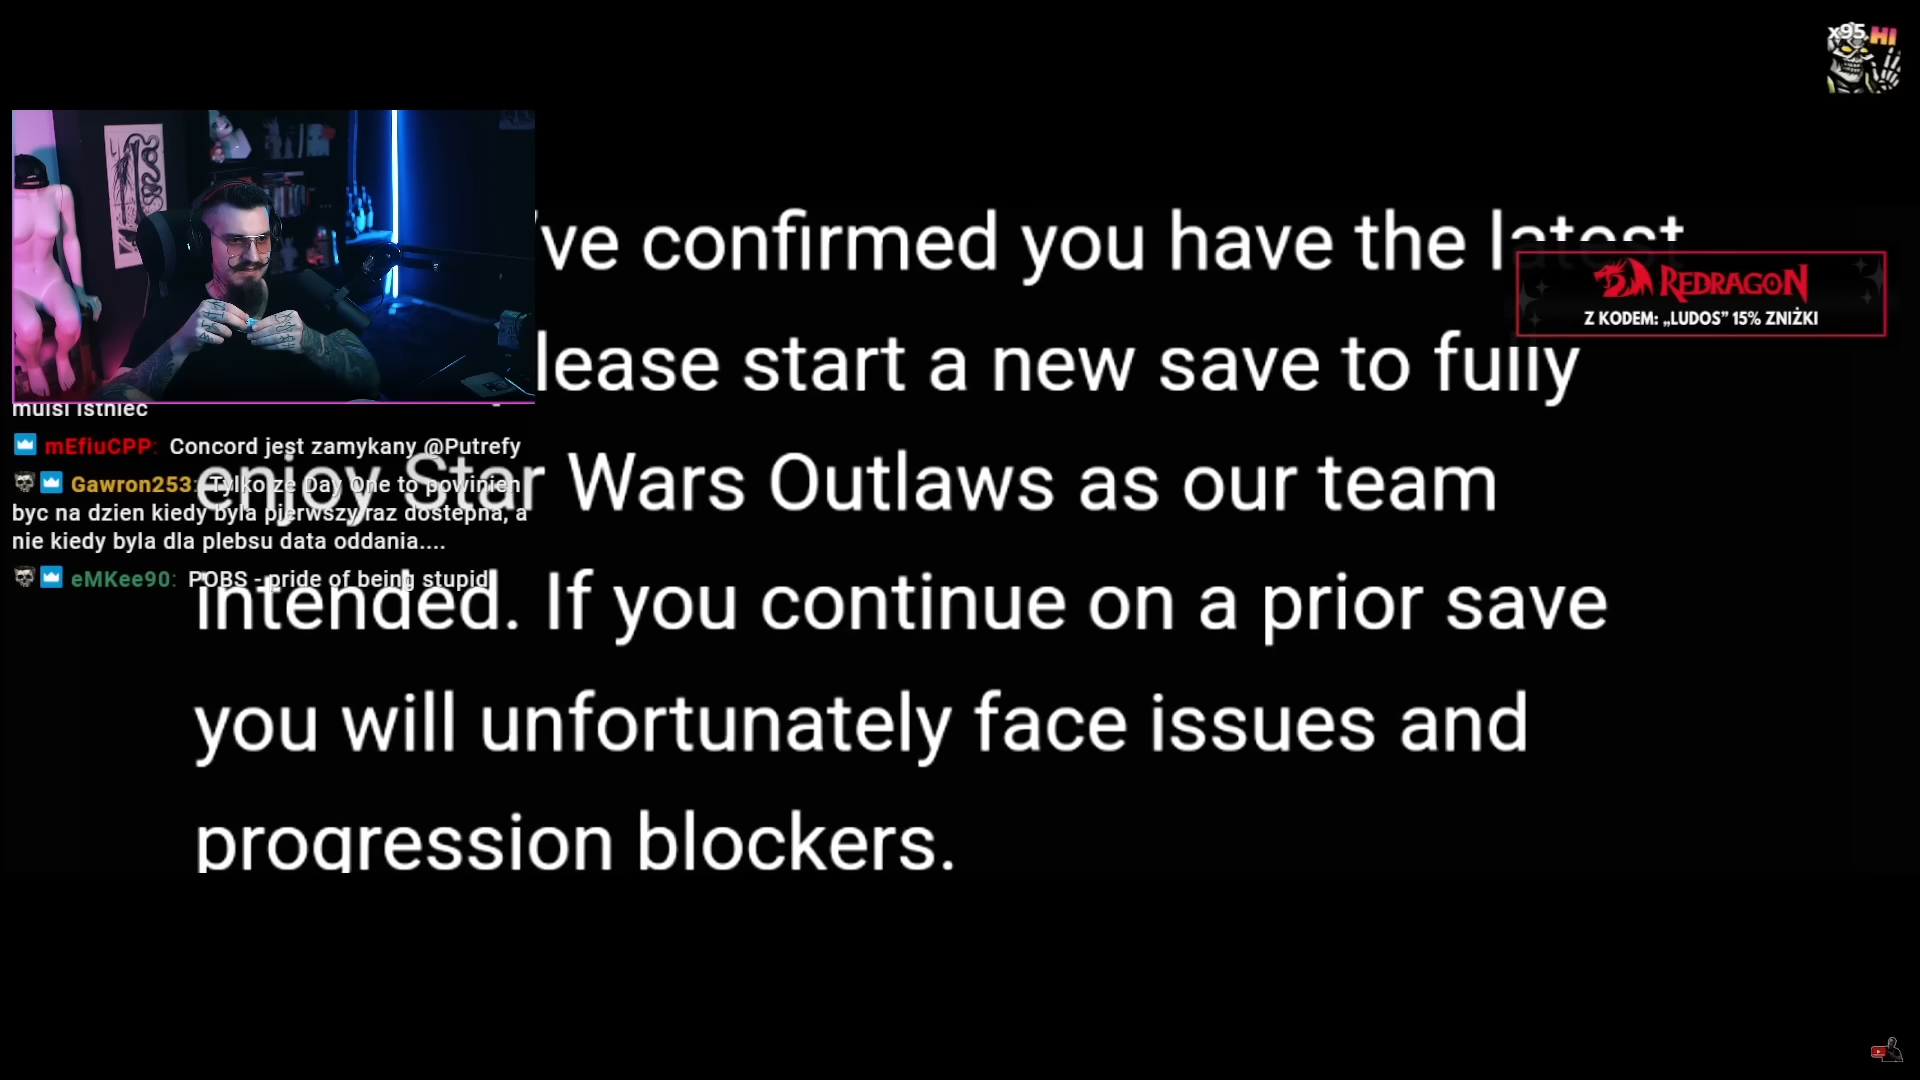 x95 HI
've confirmed you have the latest
REDRAGON
Z KODEM: „LUDOS” 15% ZNIŻKI
lease start a new save to fully
enjoy Star Wars Outlaws as our team
intended. If you continue on a prior save
you will unfortunately face issues and
progression blockers.
muisi istniec
mEfiuCPP: Concord jest zamykany @Putrefy
Gawron253: Tylko ze Day One to powinien
byc na dzien kiedy byla pierwszy raz dostepna, a
nie kiedy byla dla plebsu data oddania....
eMKee90: POBS - pride of being stupid